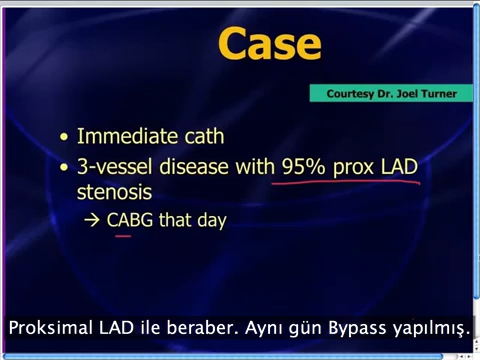 Case
Courtesy Dr. Joel Turner
• Immediate cath
• 3-vessel disease with 95% prox LAD
stenosis
→ CABG that day
Proksimal LAD ile beraber. Aynı gün Bypass yapılmış.